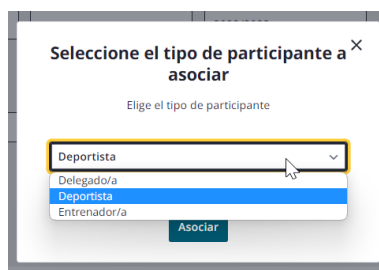 Seleccione el tipo de participante a
asociar
Elige el tipo de participante
Deportista
Delegado/a
Deportista
Entrenador/a
Asociar